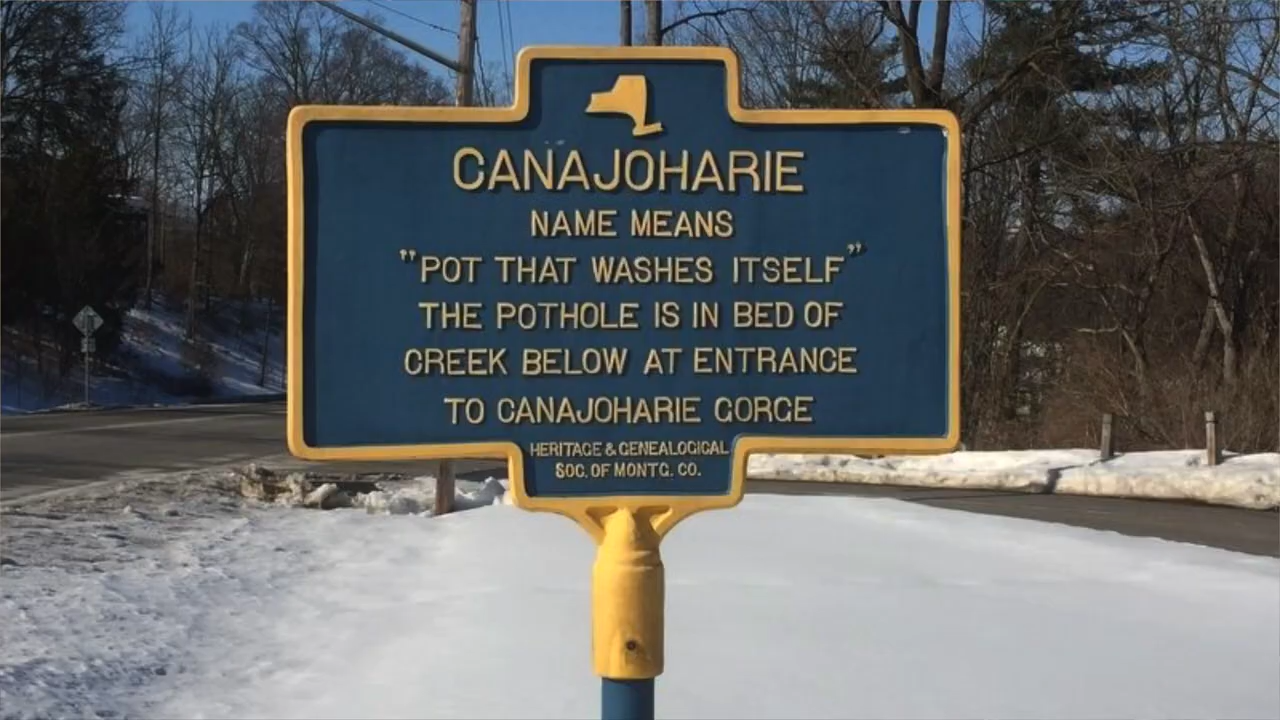 CANAJOHARIE
NAME MEANS
"POT THAT WASHES ITSELF"
THE POTHOLE IS IN BED OF
CREEK BELOW AT ENTRANCE
TO CANAJOHARIE GORGE
HERITAGE & GENEALOGICAL
SOC. OF MONTG. CO.